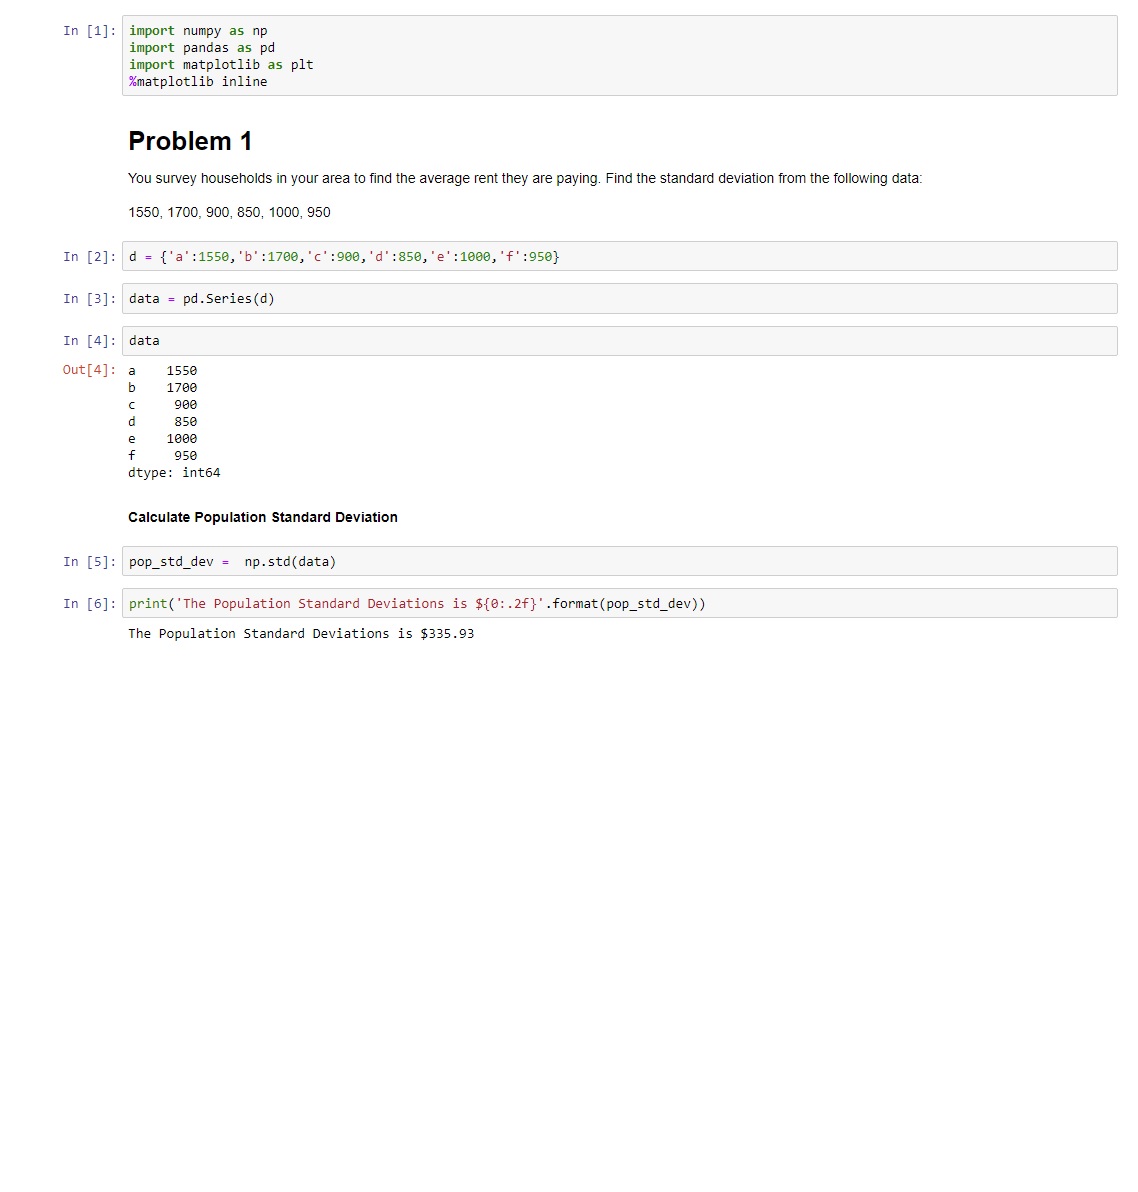 In [1]: import numpy as np
import pandas as pd
import matplotlib as plt
%matplotlib inline
Problem 1
You survey households in your area to find the average rent they are paying. Find the standard deviation from the following data:
1550, 1700, 900, 850, 1000, 950
In [2]: d = {'a':1550,'b':1700,'c':900,'d':850,'e':1000,'f':950}
In [3]: data = pd.Series(d)
In [4]: data
Out[4]: a    1550
b    1700
c     900
d     850
e    1000
f     950
dtype: int64
Calculate Population Standard Deviation
In [5]: pop_std_dev =  np.std(data)
In [6]: print('The Population Standard Deviations is ${0:.2f}'.format(pop_std_dev))
The Population Standard Deviations is $335.93